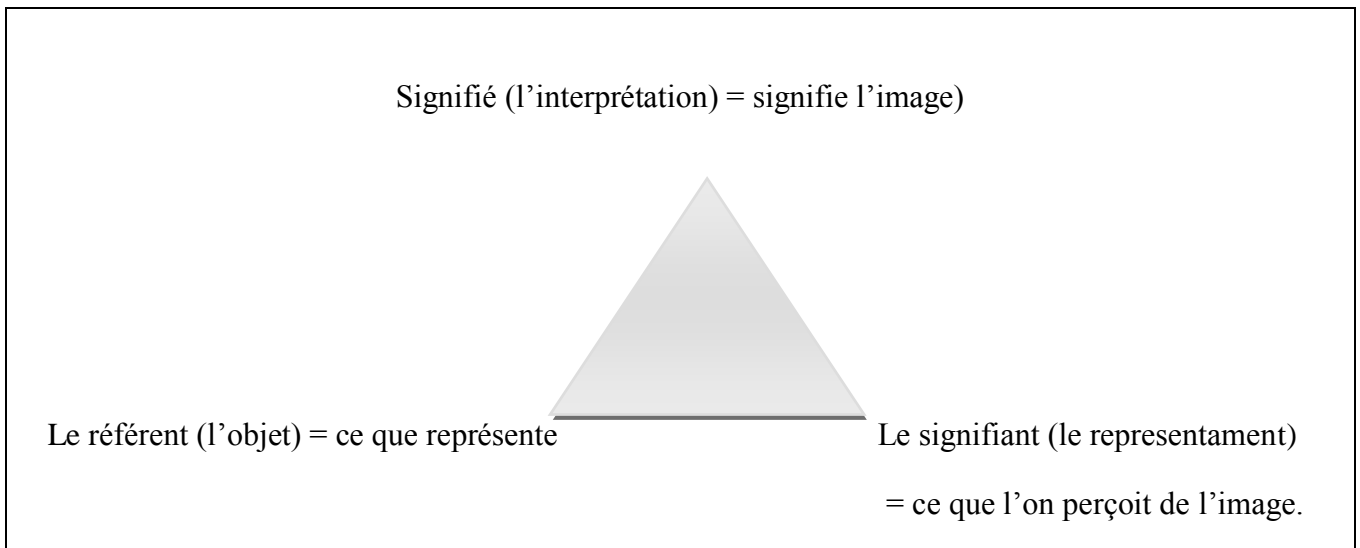 Signifié (l’interprétation) = signifie l’image)
Le référent (l’objet) = ce que représente
Le signifiant (le representament)
= ce que l’on perçoit de l’image.